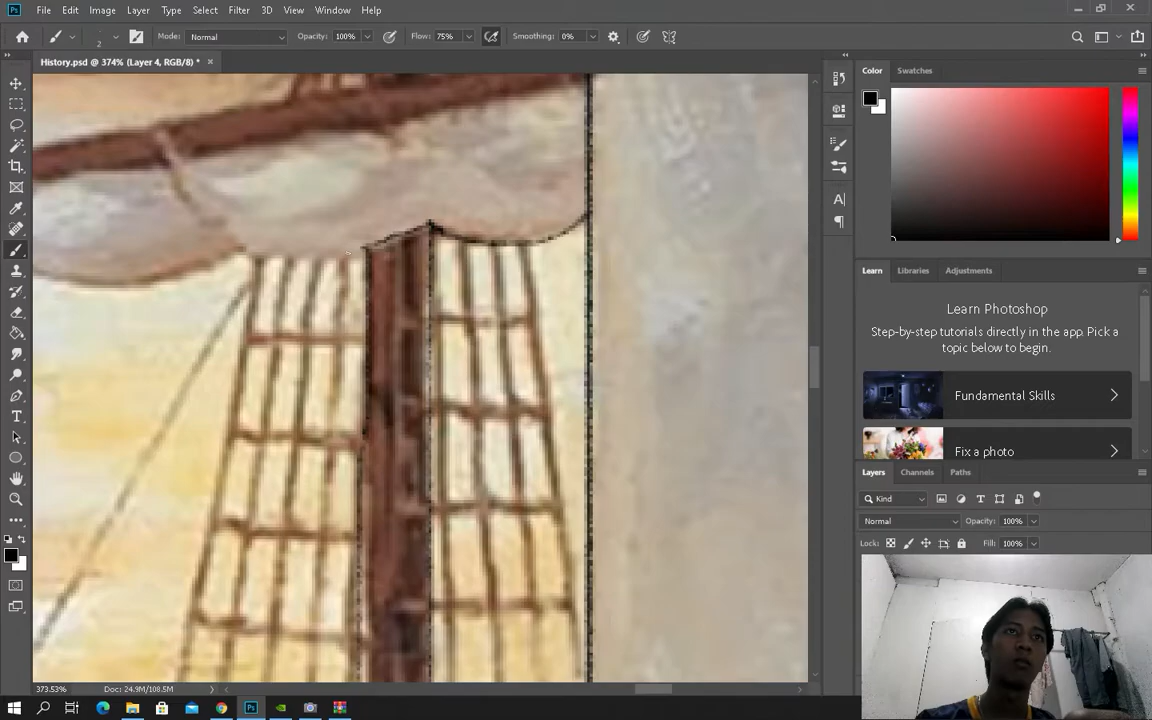 Ps File Edit Image Layer Type Select Filter 3D View Window Help
2 Mode: Normal Opacity: 100% Flow: 75% Smoothing: 0%
History.psd @ 374% (Layer 4, RGB/8) * ×
Color Swatches
Learn Libraries Adjustments
Learn Photoshop
Step-by-step tutorials directly in the app. Pick a
topic below to begin.
Fundamental Skills
Fix a photo
Layers Channels Paths
Kind
Normal Opacity: 100%
Lock: Fill: 100%
373.53% Doc: 24.9M/108.5M